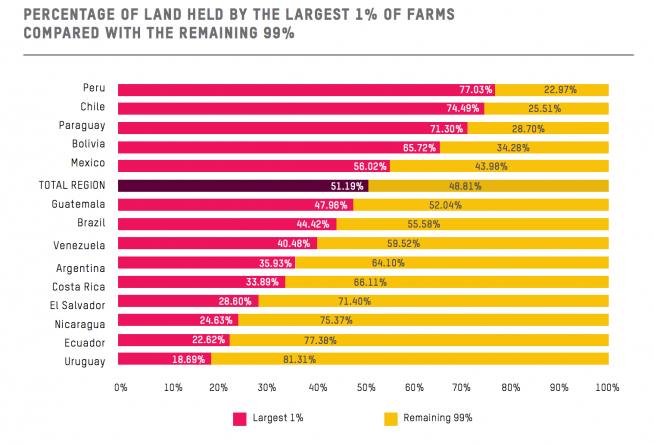 PERCENTAGE OF LAND HELD BY THE LARGEST 1% OF FARMS
COMPARED WITH THE REMAINING 99%
Peru 77.03% 22.97%
Chile 74.49% 25.51%
Paraguay 71.30% 28.70%
Bolivia 65.72% 34.28%
Mexico 56.02% 43.98%
TOTAL REGION 51.19% 48.81%
Guatemala 47.96% 52.04%
Brazil 44.42% 55.58%
Venezuela 40.48% 59.52%
Argentina 35.93% 64.10%
Costa Rica 33.89% 66.11%
El Salvador 28.60% 71.40%
Nicaragua 24.63% 75.37%
Ecuador 22.62% 77.38%
Uruguay 18.69% 81.31%
0% 10% 20% 30% 40% 50% 60% 70% 80% 90% 100%
Largest 1% Remaining 99%